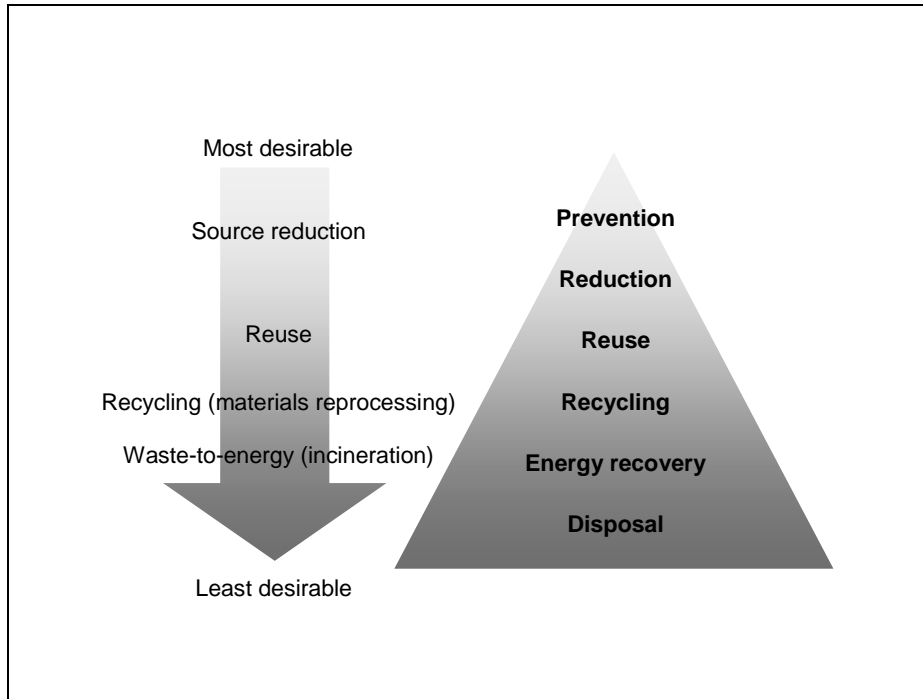 Most desirable
Source reduction
Reuse
Recycling (materials reprocessing)
Waste-to-energy (incineration)
Least desirable
Prevention
Reduction
Reuse
Recycling
Energy recovery
Disposal